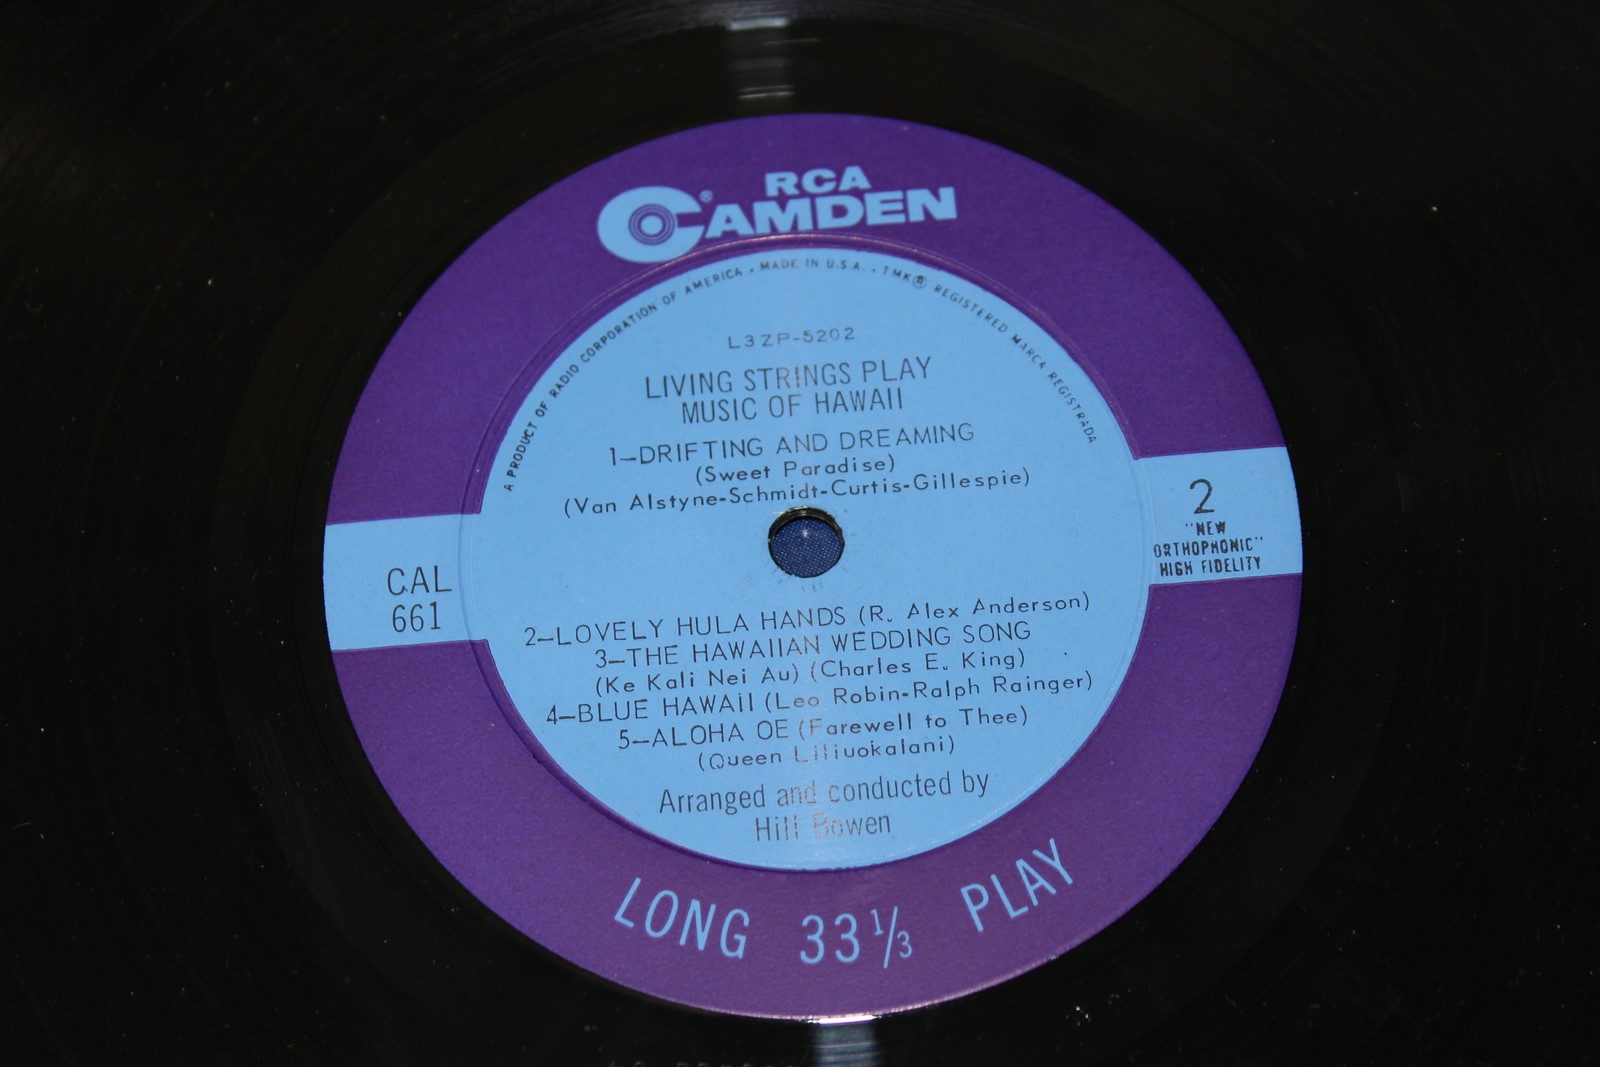 RCA
CAMDEN®
A PRODUCT OF RADIO CORPORATION OF AMERICA • MADE IN U.S.A. • TMK® REGISTERED MARCA REGISTRADA
L3ZP-5202
LIVING STRINGS PLAY
MUSIC OF HAWAII
1—DRIFTING AND DREAMING
(Sweet Paradise)
(Van Alstyne-Schmidt-Curtis-Gillespie)
CAL
661
2
"NEW
ORTHOPHONIC"
HIGH FIDELITY
2—LOVELY HULA HANDS (R. Alex Anderson)
3—THE HAWAIIAN WEDDING SONG
(Ke Kali Nei Au) (Charles E. King)
4—BLUE HAWAII (Leo Robin-Ralph Rainger)
5—ALOHA OE (Farewell to Thee)
(Queen Liliuokalani)
Arranged and conducted by
Hill Bowen
LONG 33 1/3 PLAY